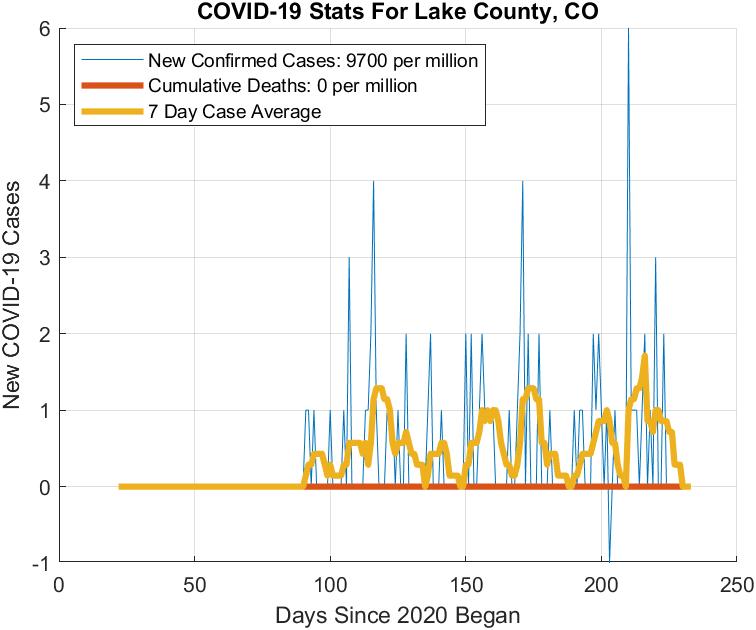 COVID-19 Stats For Lake County, CO
New Confirmed Cases: 9700 per million
Cumulative Deaths: 0 per million
7 Day Case Average
New COVID-19 Cases
6
5
4
3
2
1
0
-1
0 50 100 150 200 250
Days Since 2020 Began